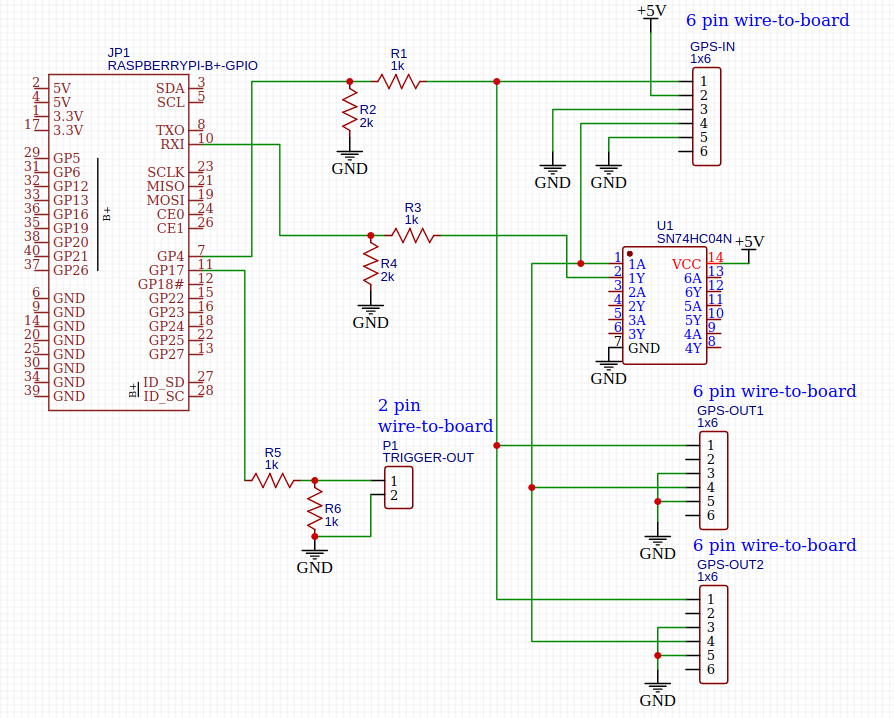 +5V
6 pin wire-to-board
GPS-IN
1x6
1
2
3
4
5
6
GND
GND
JP1
RASPBERRYPI-B+-GPIO
2 5V SDA 3
4 5V SCL 5
1 3.3V
17 3.3V TXO 8
RXI 10
29 GP5
31 GP6 SCLK 23
32 GP12 MISO 21
33 GP13 MOSI 19
36 GP16 CE0 24
35 GP19 CE1 26
38 GP20
40 GP21 GP4 7
37 GP26 GP17 11
GP18# 12
6 GND GP22 15
9 GND GP23 16
14 GND GP24 18
20 GND GP25 22
25 GND GP27 13
30 GND
34 GND ID_SD 27
39 GND ID_SC 28
B+
B+
R1
1k
R2
2k
GND
R3
1k
R4
2k
GND
U1
SN74HC04N
+5V
1 1A VCC 14
2 1Y 6A 13
3 2A 6Y 12
4 2Y 5A 11
5 3A 5Y 10
6 3Y 4A 9
7 GND 4Y 8
GND
2 pin
wire-to-board
P1
TRIGGER-OUT
1
2
R5
1k
R6
1k
GND
6 pin wire-to-board
GPS-OUT1
1x6
1
2
3
4
5
6
GND
6 pin wire-to-board
GPS-OUT2
1x6
1
2
3
4
5
6
GND